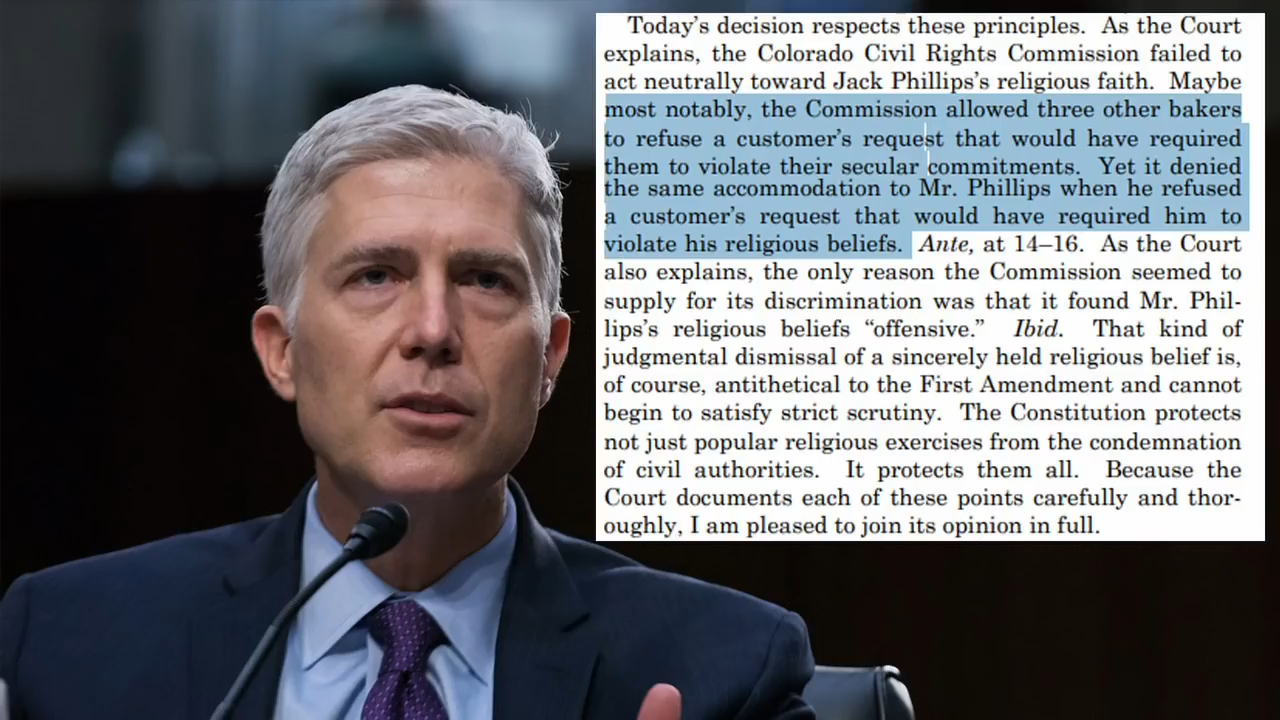 Today's decision respects these principles. As the Court
explains, the Colorado Civil Rights Commission failed to
act neutrally toward Jack Phillips's religious faith. Maybe
most notably, the Commission allowed three other bakers
to refuse a customer's request that would have required
them to violate their secular commitments. Yet it denied
the same accommodation to Mr. Phillips when he refused
a customer's request that would have required him to
violate his religious beliefs. Ante, at 14–16. As the Court
also explains, the only reason the Commission seemed to
supply for its discrimination was that it found Mr. Phil-
lips's religious beliefs “offensive.” Ibid. That kind of
judgmental dismissal of a sincerely held religious belief is,
of course, antithetical to the First Amendment and cannot
begin to satisfy strict scrutiny. The Constitution protects
not just popular religious exercises from the condemnation
of civil authorities. It protects them all. Because the
Court documents each of these points carefully and thor-
oughly, I am pleased to join its opinion in full.